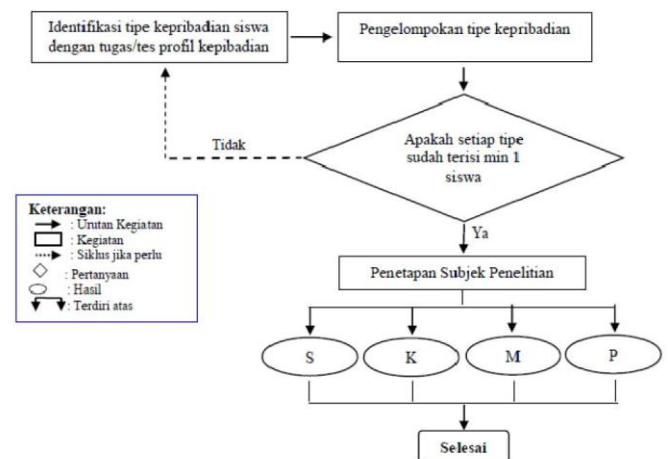 Identifikasi tipe kepribadian siswa
dengan tugas/tes profil kepibadian
Pengelompokan tipe kepribadian
Tidak
Apakah setiap tipe
sudah terisi min 1
siswa
Ya
Keterangan:
: Urutan Kegiatan
: Kegiatan
: Siklus jika perlu
: Pertanyaan
: Hasil
: Terdiri atas
Penetapan Subjek Penelitian
S
K
M
P
Selesai